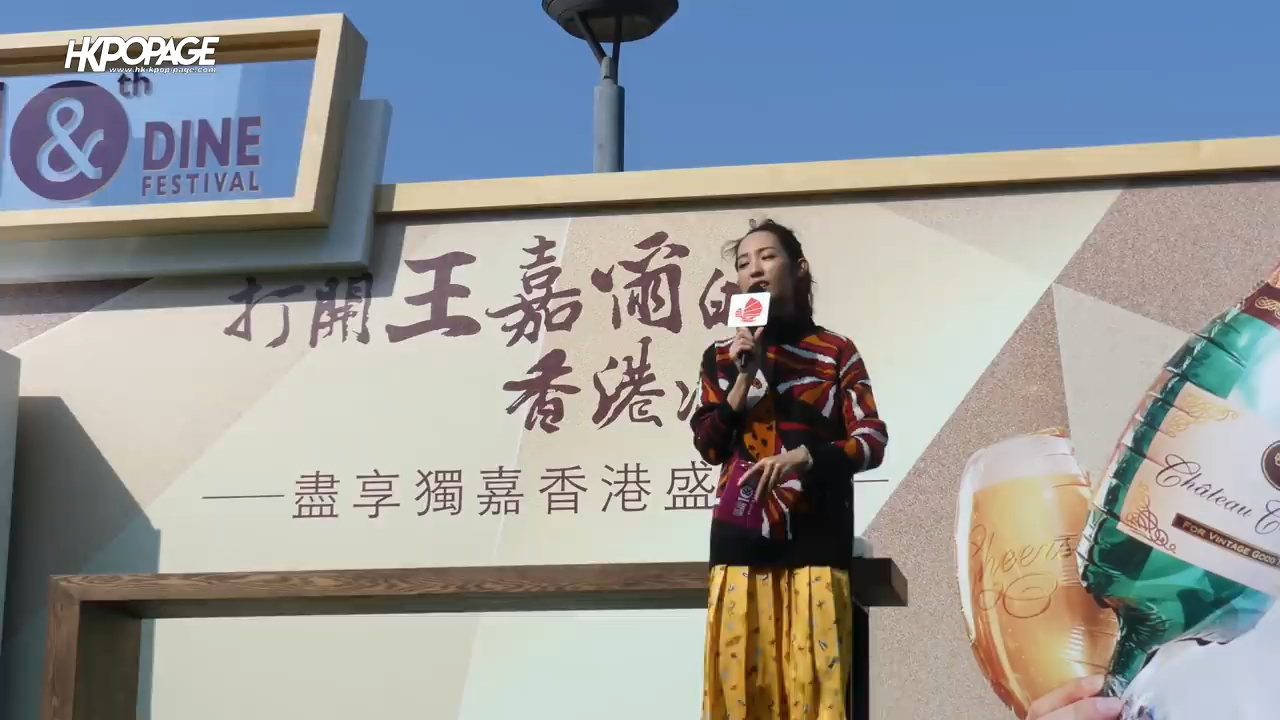 HKPOPAGE
www.hk-kpop-page.com
& th
DINE
FESTIVAL
打開王嘉爾的
香港
盡享獨嘉香港盛
Cheers
Château C
FOR VINTAGE GOOD